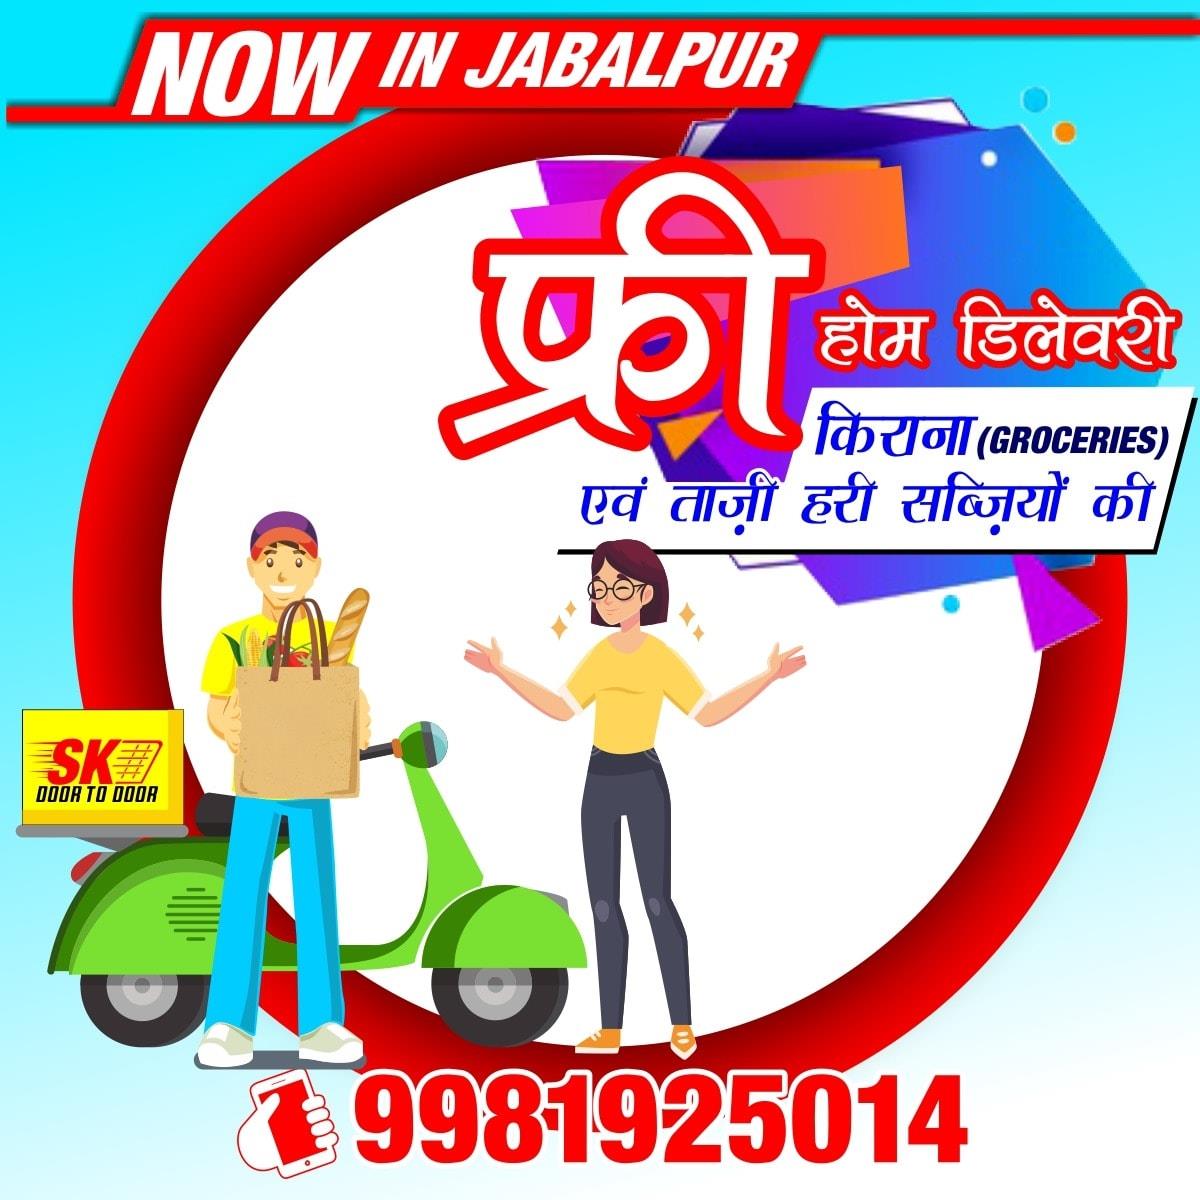 NOW IN JABALPUR
फ्री
होम डिलेवरी
किराना (GROCERIES)
एवं ताज़ी हरी सब्ज़ियों की
SK
DOOR TO DOOR
9981925014